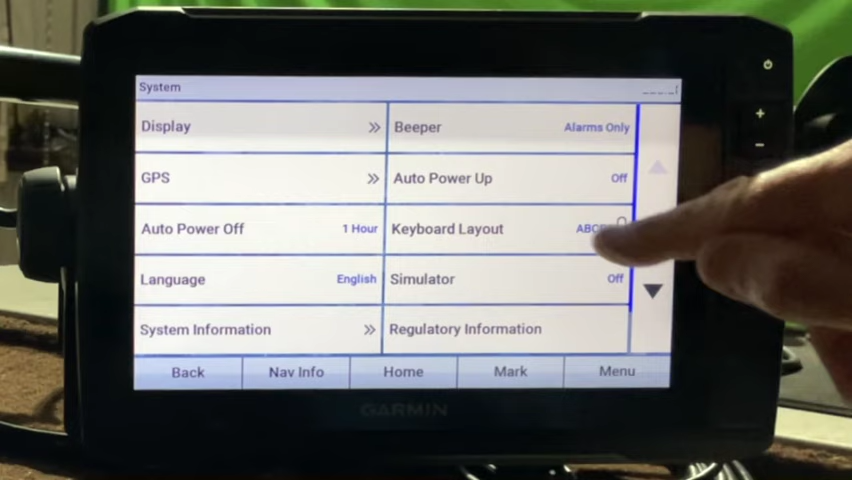 System
Display
Beeper Alarms Only
GPS
Auto Power Up Off
Auto Power Off 1 Hour
Keyboard Layout
Language English
Simulator Off
System Information
Regulatory Information
Back Nav Info Home Mark Menu
GARMIN